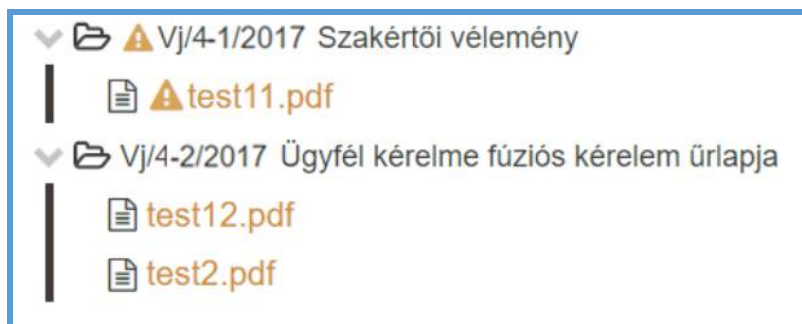 Vj/4-1/2017 Szakértői vélemény
test11.pdf
Vj/4-2/2017 Ügyfél kérelme fúziós kérelem űrlapja
test12.pdf
test2.pdf